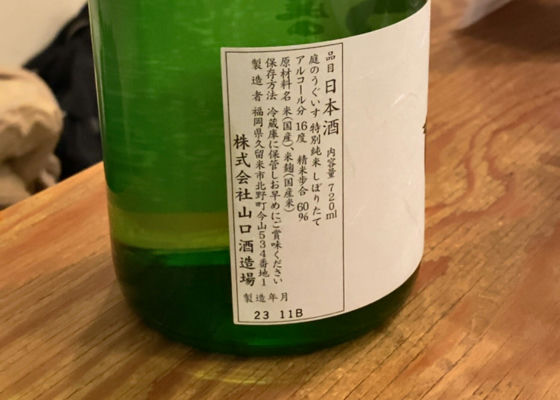 品目 日本酒 内容量 720ml
庭のうぐいす 特別純米 しぼりたて
アルコール分 16度 精米歩合 60%
原材料名 米(国産)、米麹(国産米)
保存方法 冷蔵庫に保管しお早めにご賞味ください
製造者 福岡県久留米市北野町今山534番地1
株式会社山口酒造場
製造年月
23 11B